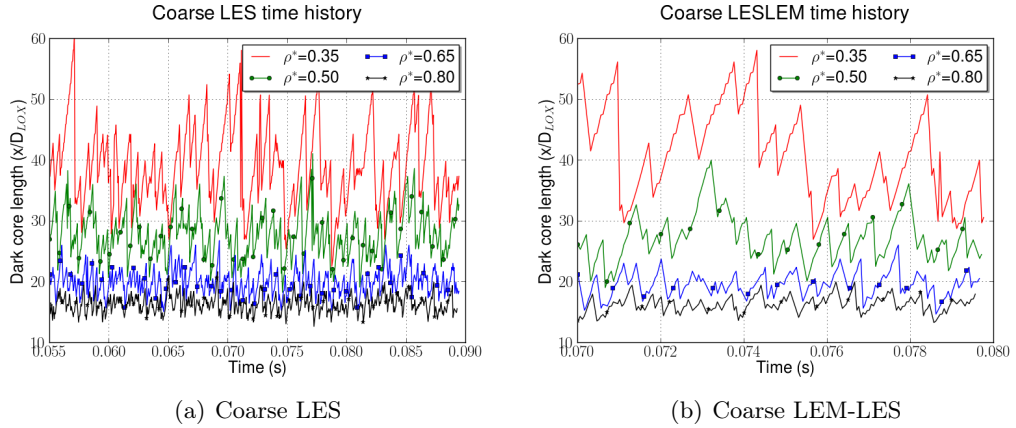 Coarse LES time history
Dark core length (x/D_LOX)
60
50
40
30
20
10
ρ*=0.35
ρ*=0.50
ρ*=0.65
ρ*=0.80
0.055 0.060 0.065 0.070 0.075 0.080 0.085 0.090
Time (s)
(a) Coarse LES
Coarse LESLEM time history
Dark core length (x/D_LOX)
60
50
40
30
20
10
ρ*=0.35
ρ*=0.50
ρ*=0.65
ρ*=0.80
0.070 0.072 0.074 0.076 0.078 0.080
Time (s)
(b) Coarse LEM-LES